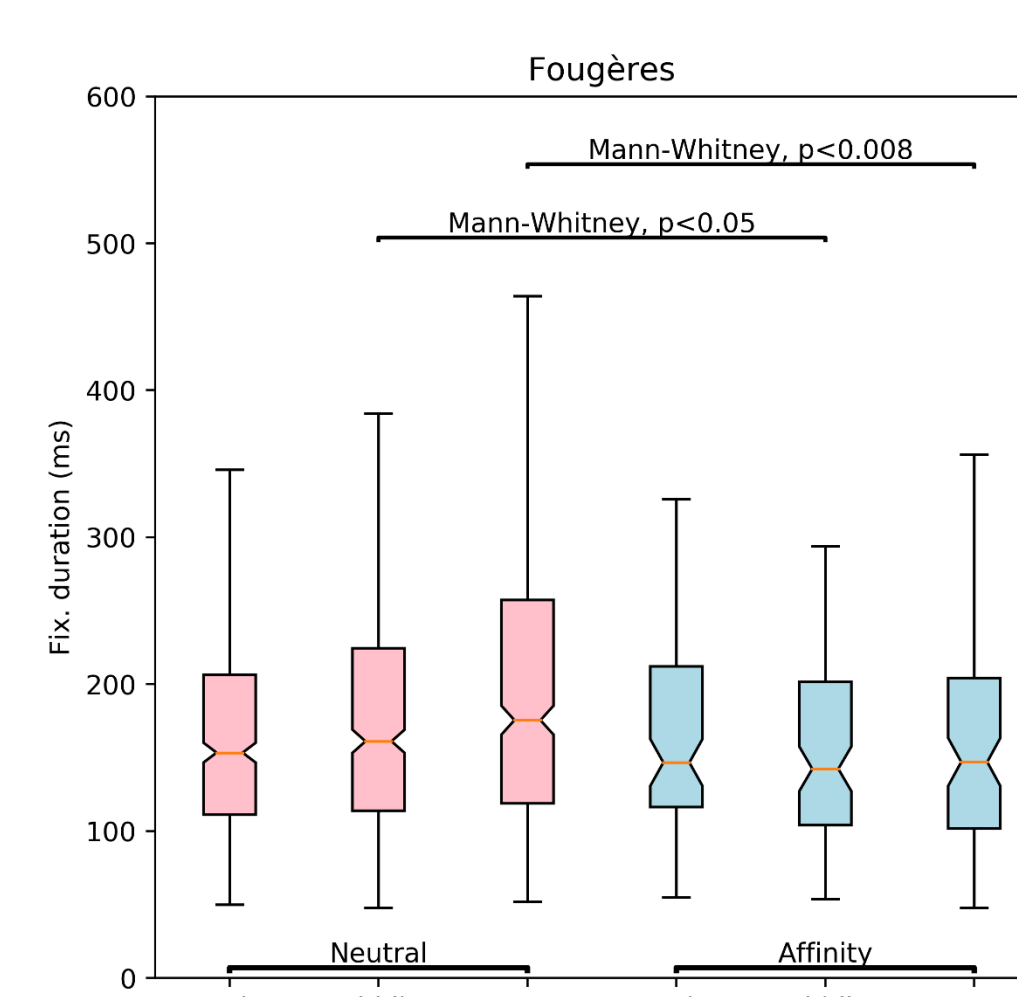 Fougères
600
Mann-Whitney, p<0.008
Mann-Whitney, p<0.05
500
400
Fix. duration (ms)
300
200
100
Neutral
Affinity
0